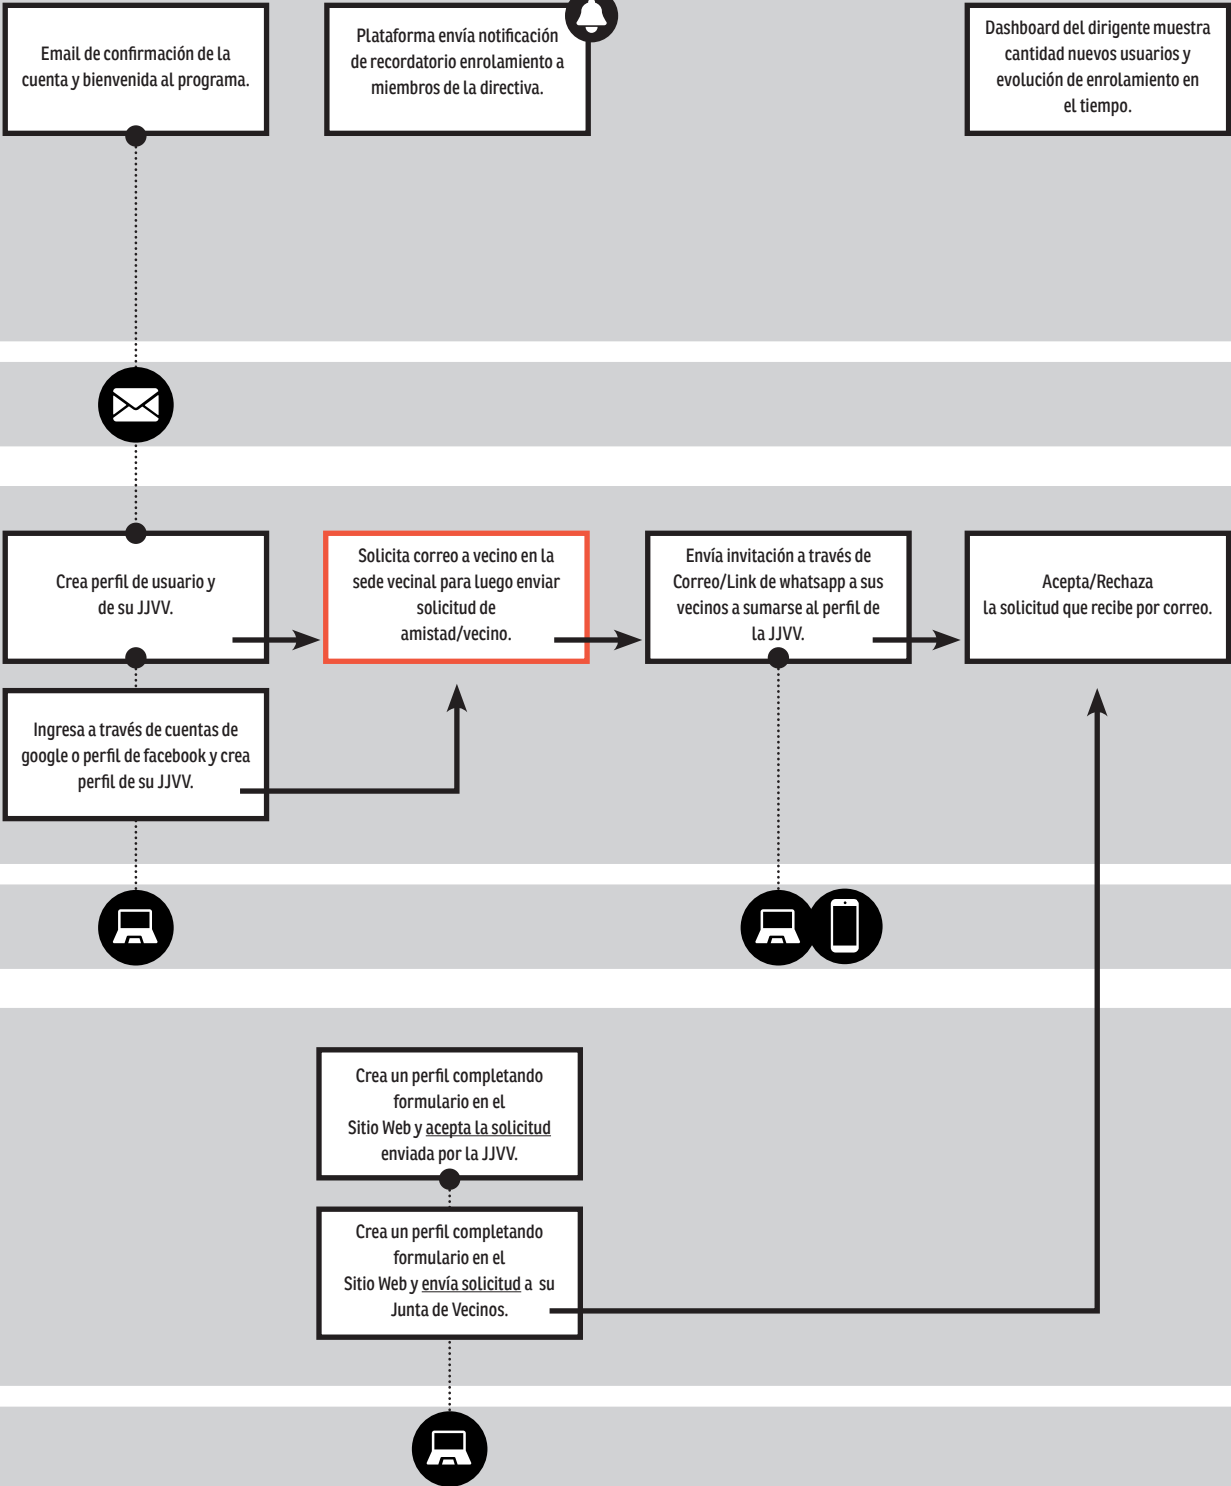 Email de confirmación de la
cuenta y bienvenida al programa.
Plataforma envía notificación
de recordatorio enrolamiento a
miembros de la directiva.
Dashboard del dirigente muestra
cantidad nuevos usuarios y
evolución de enrolamiento en
el tiempo.
Crea perfil de usuario y
de su JJVV.
Solicita correo a vecino en la
sede vecinal para luego enviar
solicitud de
amistad/vecino.
Envía invitación a través de
Correo/Link de whatsapp a sus
vecinos a sumarse al perfil de
la JJVV.
Acepta/Rechaza
la solicitud que recibe por correo.
Ingresa a través de cuentas de
google o perfil de facebook y crea
perfil de su JJVV.
Crea un perfil completando
formulario en el
Sitio Web y acepta la solicitud
enviada por la JJVV.
Crea un perfil completando
formulario en el
Sitio Web y envía solicitud a su
Junta de Vecinos.